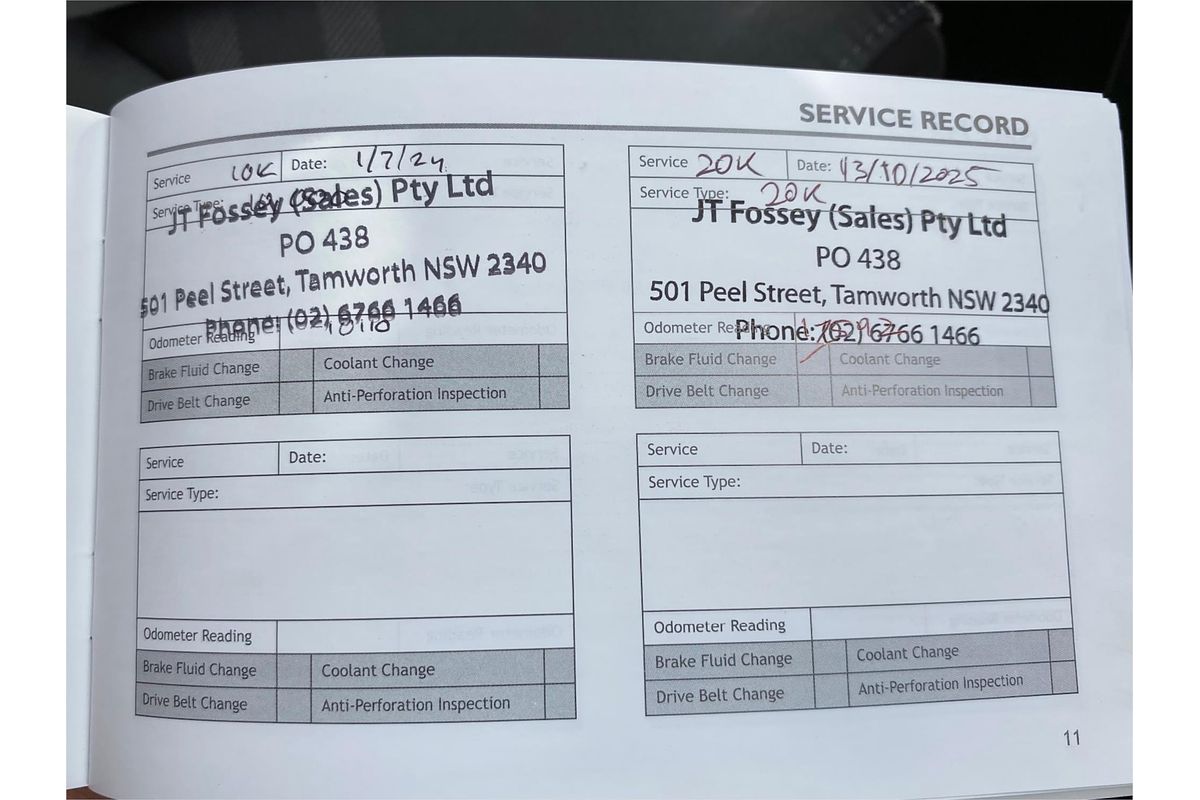 SERVICE RECORD
Service 10K Date: 1/7/24
Service Type:
JT Fossey (Sales) Pty Ltd
PO 438
501 Peel Street, Tamworth NSW 2340
Phone: (02) 6766 1466
Odometer Reading
Brake Fluid Change Coolant Change
Drive Belt Change Anti-Perforation Inspection
Service 20K Date: 13/10/2025
Service Type: 20K
JT Fossey (Sales) Pty Ltd
PO 438
501 Peel Street, Tamworth NSW 2340
Phone: (02) 6766 1466
Odometer Reading
Brake Fluid Change Coolant Change
Drive Belt Change Anti-Perforation Inspection
Service Date:
Service Type:
Odometer Reading
Brake Fluid Change Coolant Change
Drive Belt Change Anti-Perforation Inspection
Service Date:
Service Type:
Odometer Reading
Brake Fluid Change Coolant Change
Drive Belt Change Anti-Perforation Inspection
11